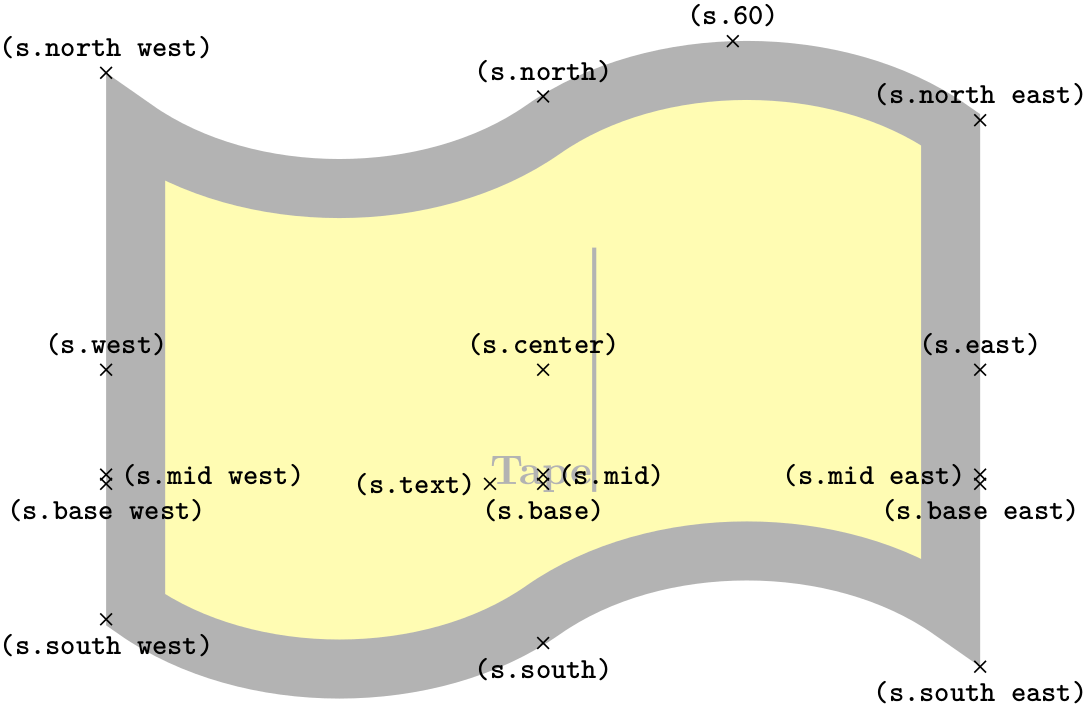 (s.60)
(s.north west)
(s.north)
(s.north east)
(s.west)
(s.center)
(s.east)
(s.mid west)
Tape
(s.text)
(s.mid)
(s.mid east)
(s.base west)
(s.base)
(s.base east)
(s.south west)
(s.south)
(s.south east)